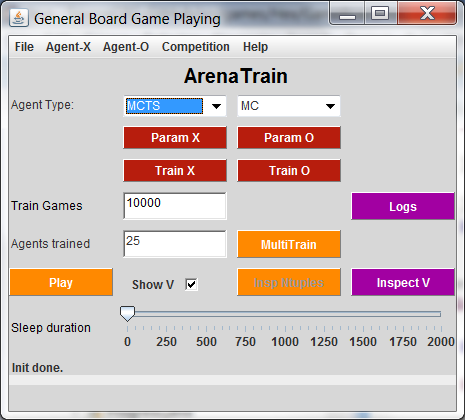 General Board Game Playing
File Agent-X Agent-O Competition Help
ArenaTrain
Agent Type: MCTS MC
Param X Param O
Train X Train O
Train Games 10000 Logs
Agents trained 25 MultiTrain
Play Show V Insp Ntuples Inspect V
Sleep duration
0 250 500 750 1000 1250 1500 1750 2000
Init done.